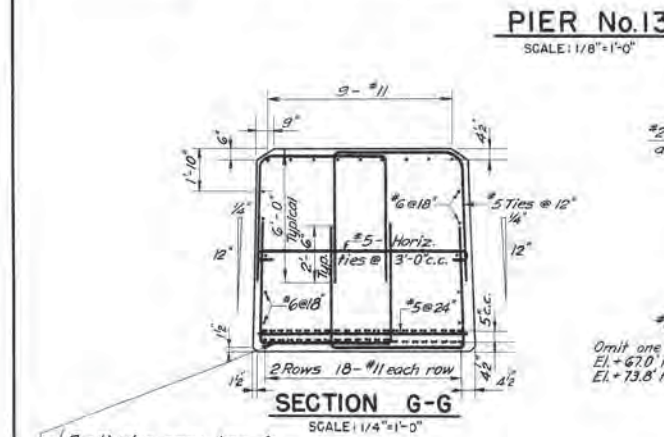 PIER No.13
SCALE: 1/8"=1'-0"
9- #11
9"
6"
4½"
1'-10"
#2
6'-0"
Typical
#6@18"
#5 Ties @ 12"
¼"
¼"
2'-6"
Typ.
#5- Horiz.
ties @ 3'-0"c.c.
12"
12"
#6@18"
#5@24"
5"c.c.
1½"
4½"
1½"
2 Rows 18- #11 each row
4½"
Omit one
El. + 67.0'
El. + 73.8'
SECTION G-G
SCALE: 1/4"=1'-0"